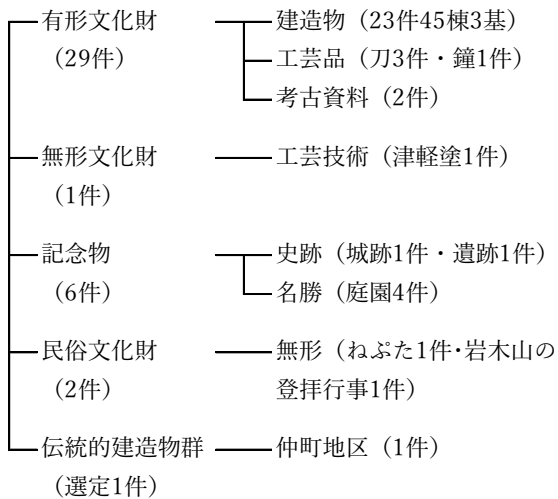 有形文化財 建造物（23件45棟3基）
（29件） 工芸品（刀3件・鐘1件）
考古資料（2件）
無形文化財 工芸技術（津軽塗1件）
（1件）
記念物 史跡（城跡1件・遺跡1件）
（6件） 名勝（庭園4件）
民俗文化財 無形（ねぷた1件・岩木山の
（2件） 登拝行事1件）
伝統的建造物群 仲町地区（1件）
（選定1件）